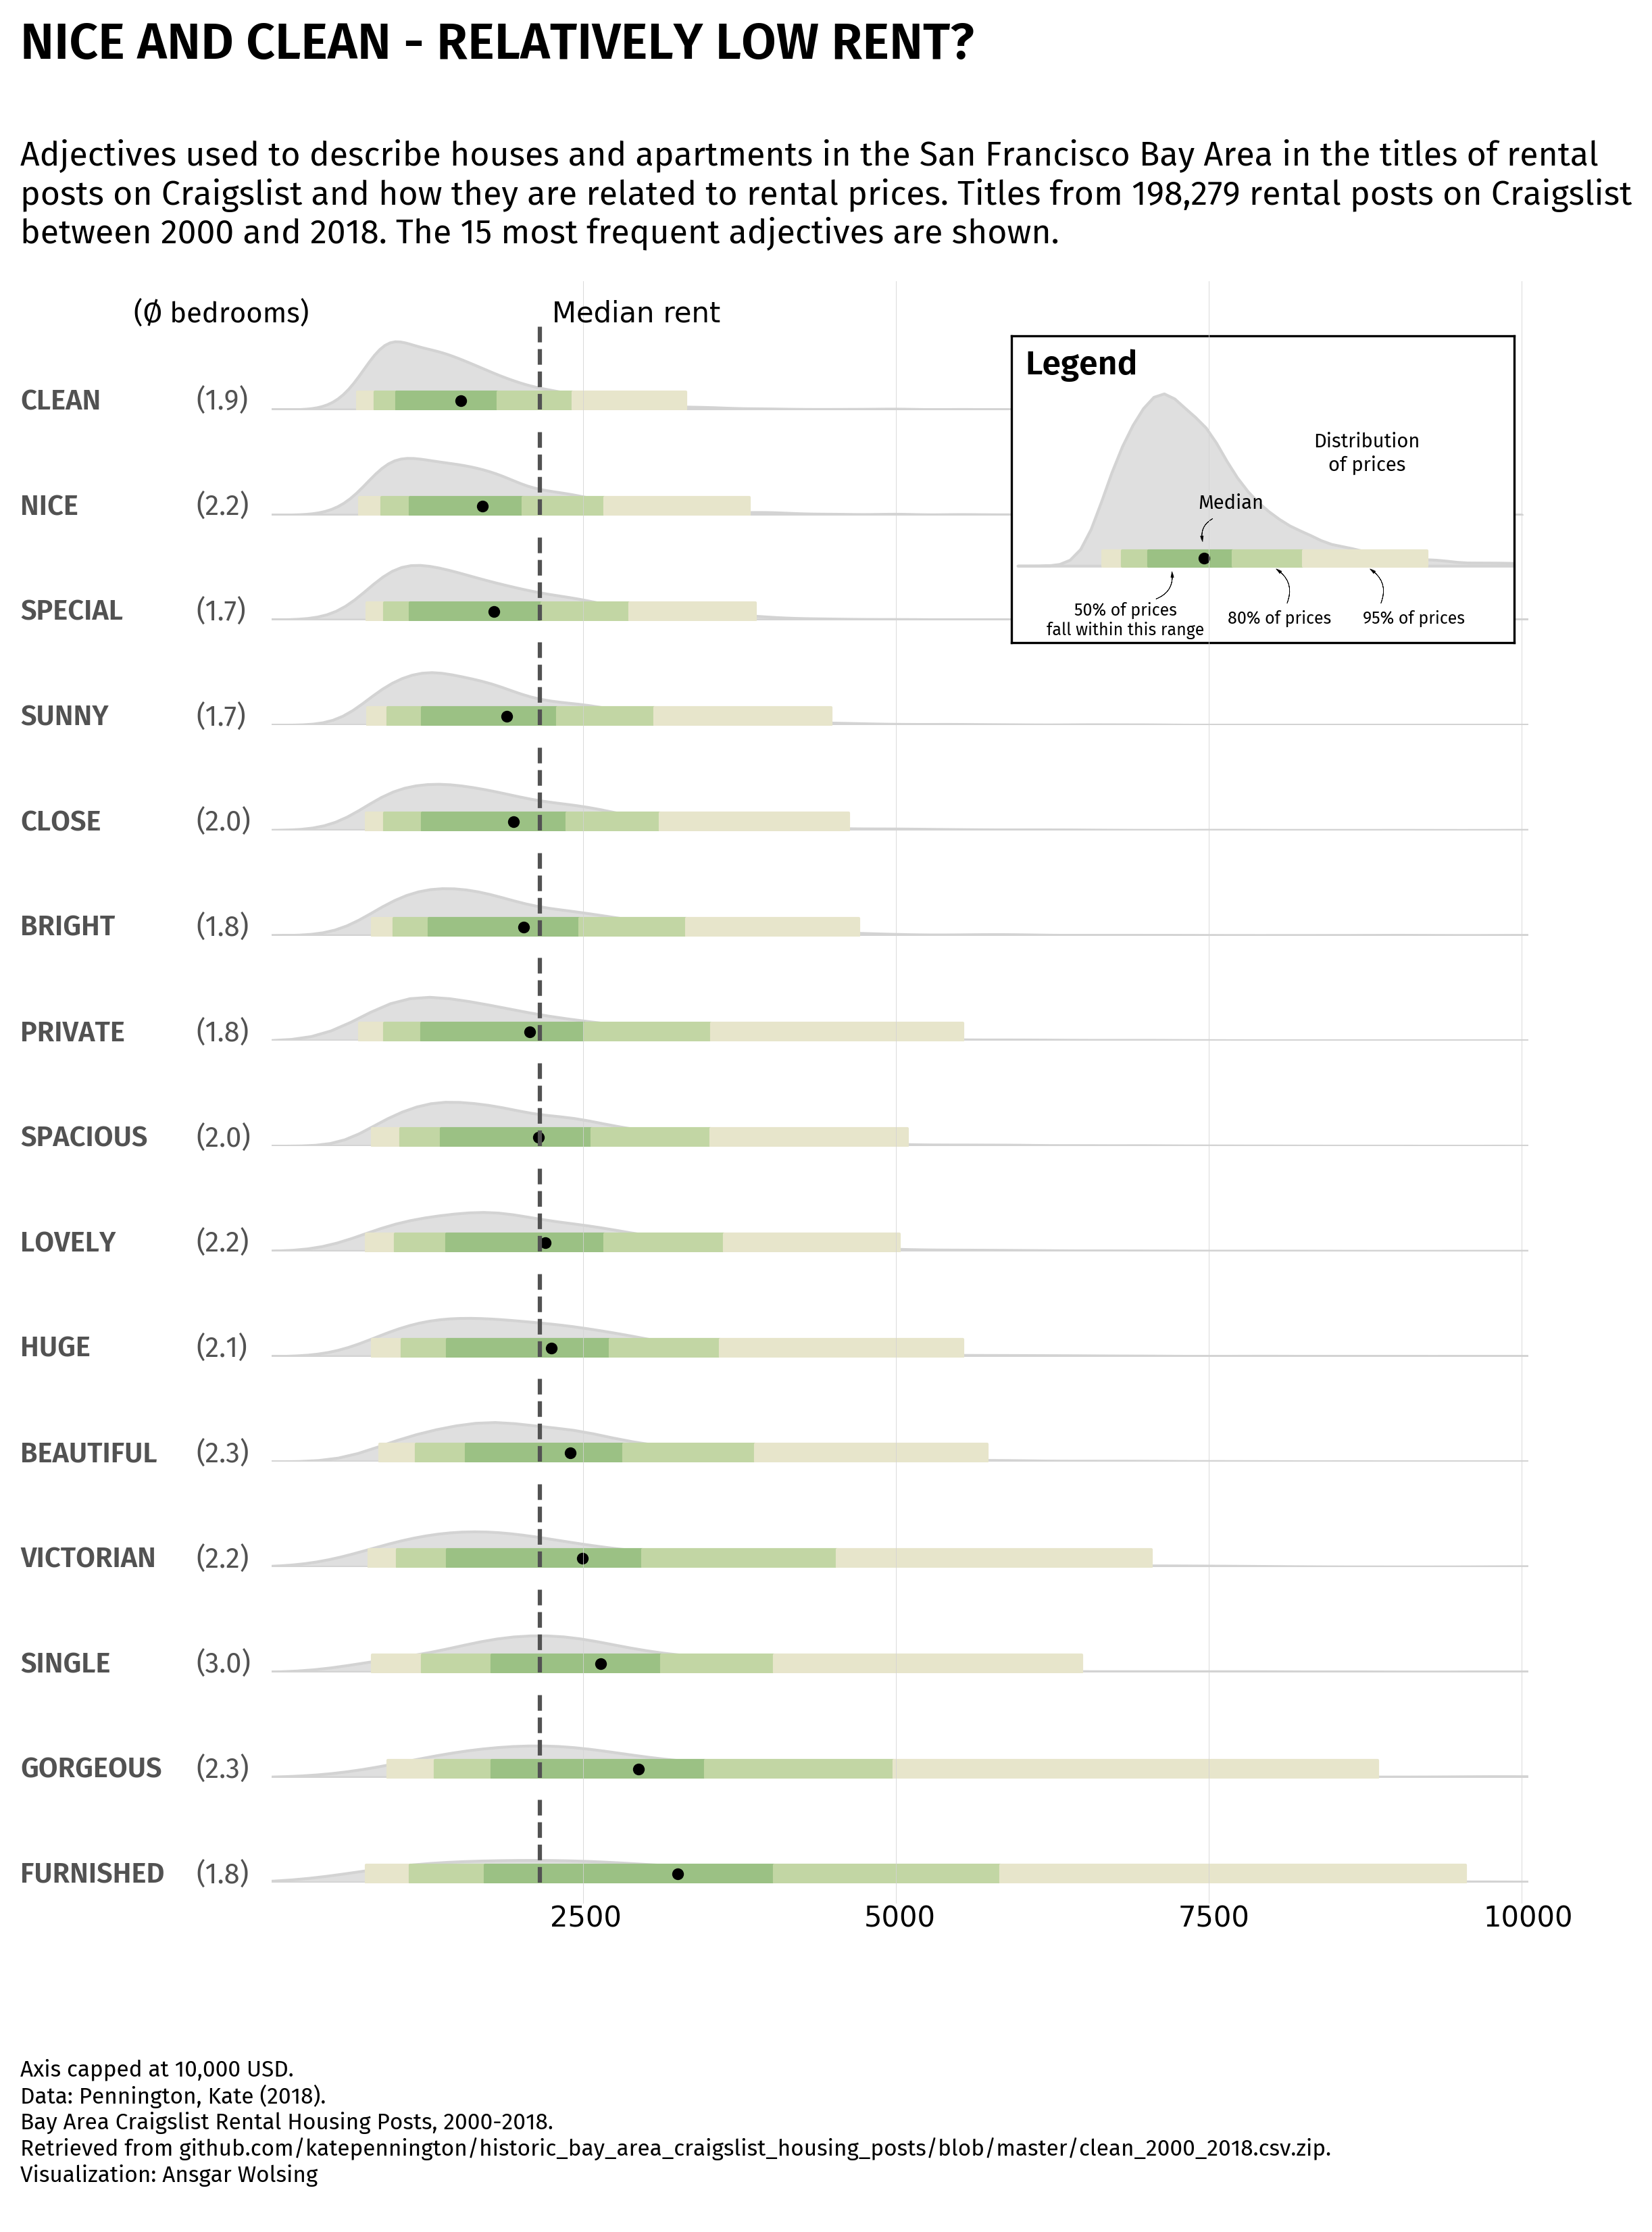 NICE AND CLEAN - RELATIVELY LOW RENT?
Adjectives used to describe houses and apartments in the San Francisco Bay Area in the titles of rental
posts on Craigslist and how they are related to rental prices. Titles from 198,279 rental posts on Craigslist
between 2000 and 2018. The 15 most frequent adjectives are shown.
(Ø bedrooms) Median rent
Legend
Distribution
of prices
Median
50% of prices
fall within this range
80% of prices
95% of prices
CLEAN (1.9)
NICE (2.2)
SPECIAL (1.7)
SUNNY (1.7)
CLOSE (2.0)
BRIGHT (1.8)
PRIVATE (1.8)
SPACIOUS (2.0)
LOVELY (2.2)
HUGE (2.1)
BEAUTIFUL (2.3)
VICTORIAN (2.2)
SINGLE (3.0)
GORGEOUS (2.3)
FURNISHED (1.8)
2500 5000 7500 10000
Axis capped at 10,000 USD.
Data: Pennington, Kate (2018).
Bay Area Craigslist Rental Housing Posts, 2000-2018.
Retrieved from github.com/katepennington/historic_bay_area_craigslist_housing_posts/blob/master/clean_2000_2018.csv.zip.
Visualization: Ansgar Wolsing